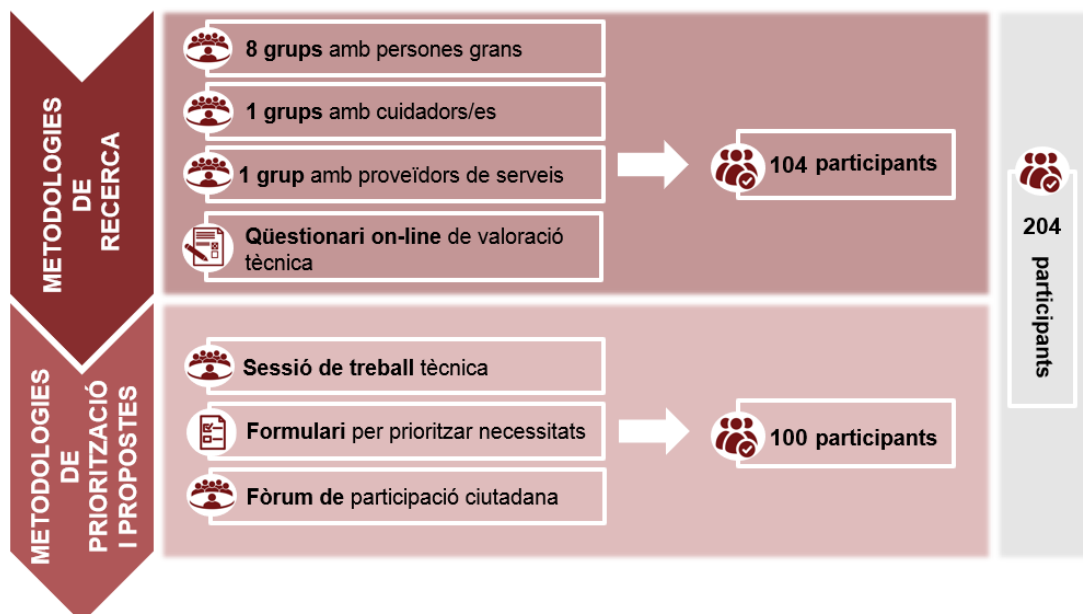 METODOLOGIES
DE
RECERCA
8 grups amb persones grans
1 grups amb cuidadors/es
1 grup amb proveïdors de serveis
Qüestionari on-line de valoració
tècnica
104 participants
METODOLOGIES
DE
PRIORITZACIÓ
I PROPOSTES
Sessió de treball tècnica
Formulari per prioritzar necessitats
Fòrum de participació ciutadana
100 participants
204
participants